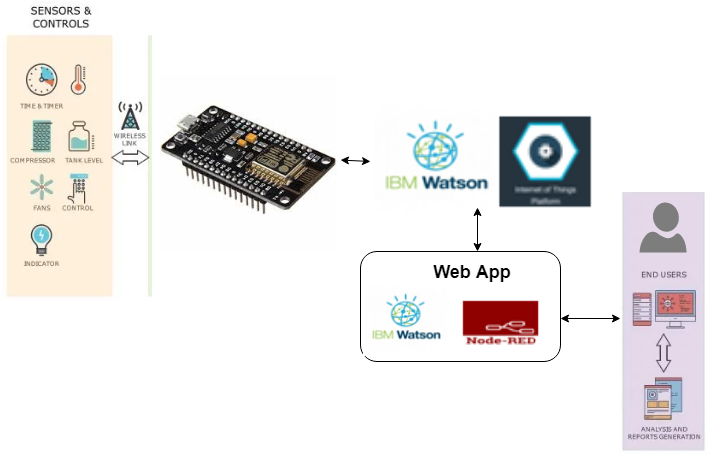 SENSORS &
CONTROLS
TIME & TIMER
COMPRESSOR
TANK LEVEL
FANS
CONTROL
INDICATOR
WIRELESS
LINK
IBM Watson
Internet of Things
Platform
Web App
IBM Watson
Node-RED
END USERS
ANALYSIS AND
REPORTS GENERATION